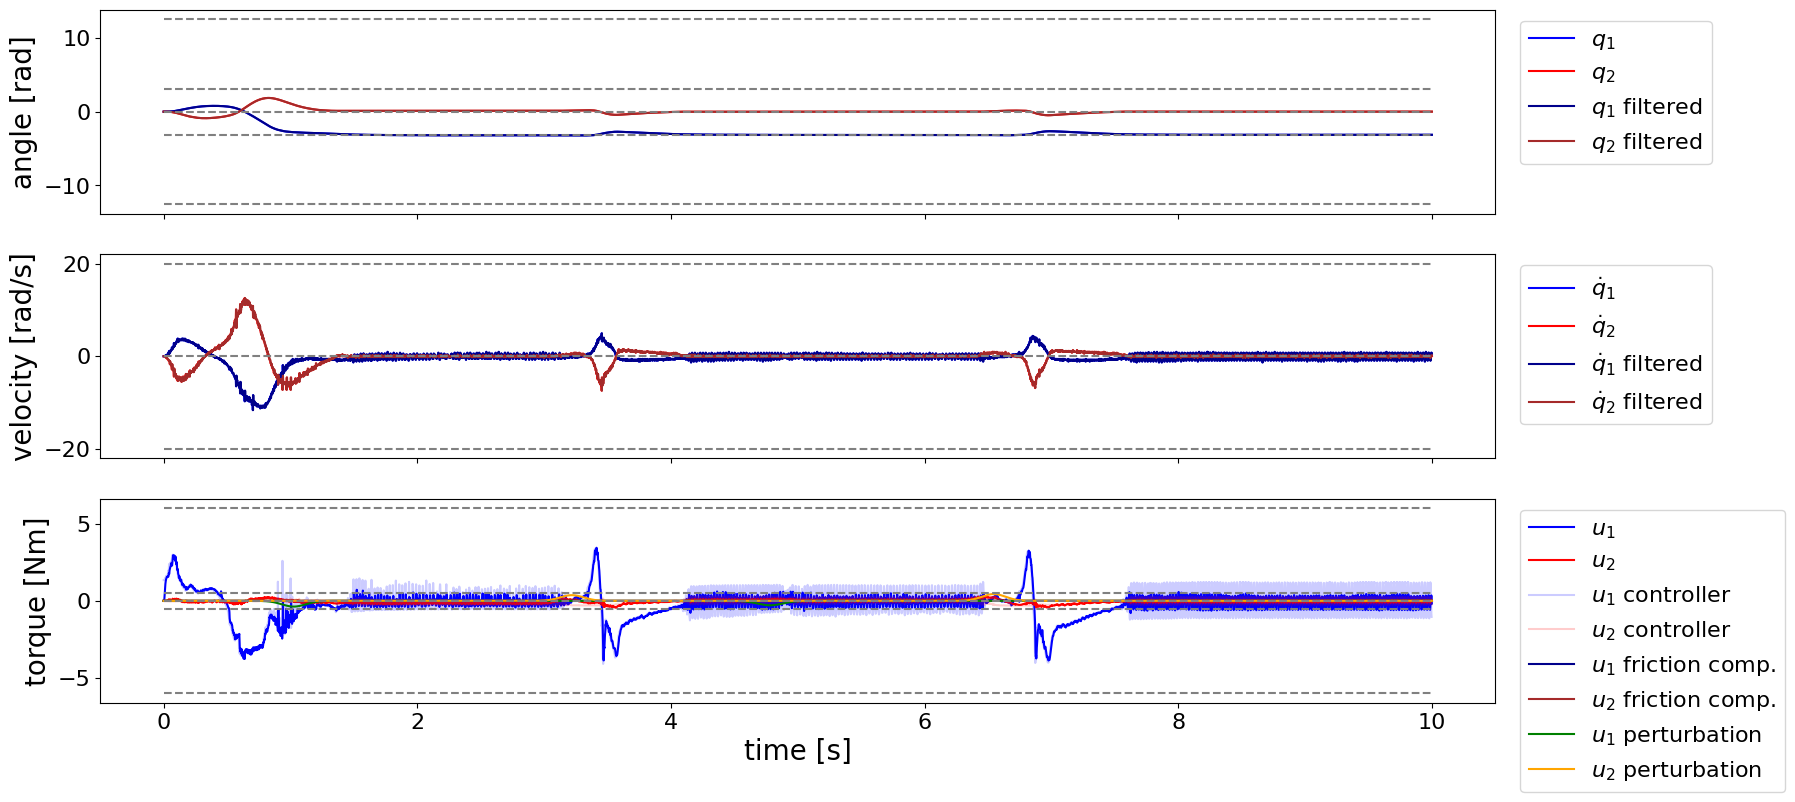 angle [rad]
10
0
−10
q₁
q₂
q₁ filtered
q₂ filtered
velocity [rad/s]
20
0
−20
q̇₁
q̇₂
q̇₁ filtered
q̇₂ filtered
torque [Nm]
5
0
−5
0 2 4 6 8 10
time [s]
u₁
u₂
u₁ controller
u₂ controller
u₁ friction comp.
u₂ friction comp.
u₁ perturbation
u₂ perturbation